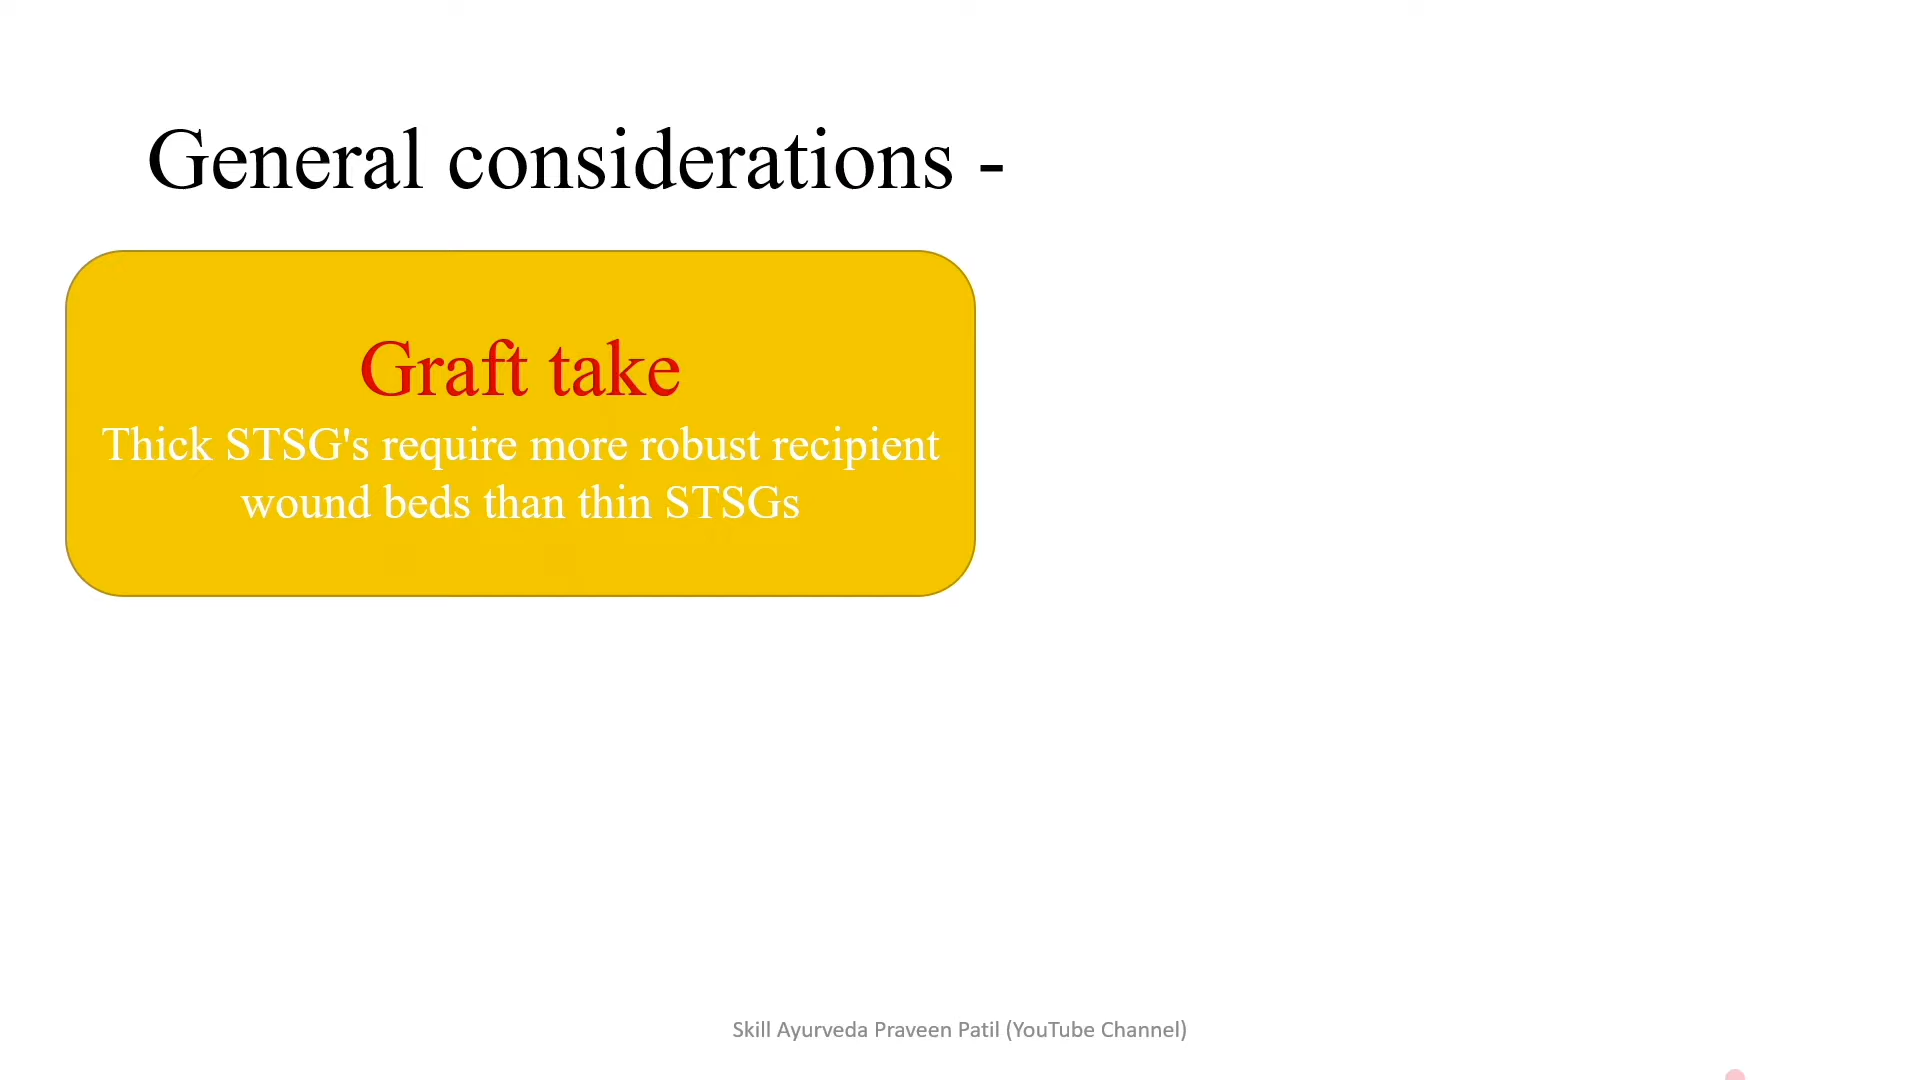 General considerations -
Graft take
Thick STSG's require more robust recipient
wound beds than thin STSGs
Skill Ayurveda Praveen Patil (YouTube Channel)